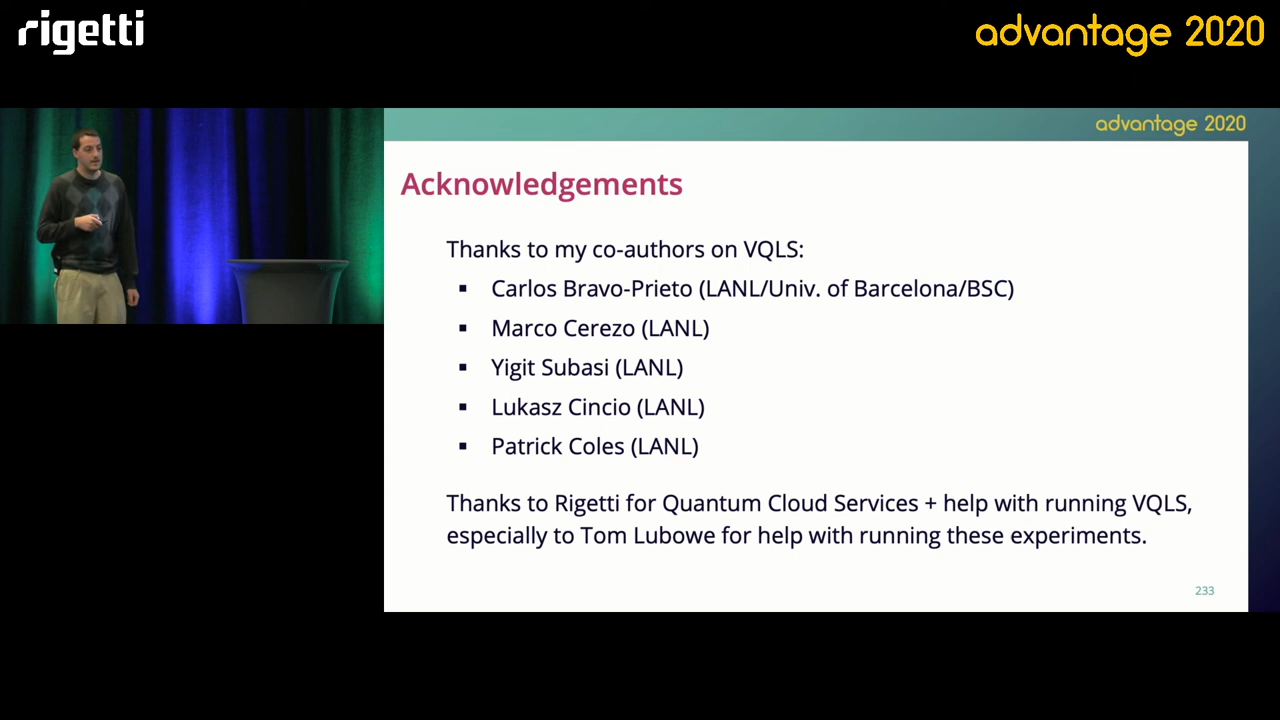 rigetti
advantage 2020
advantage 2020
Acknowledgements
Thanks to my co-authors on VQLS:
▪ Carlos Bravo-Prieto (LANL/Univ. of Barcelona/BSC)
▪ Marco Cerezo (LANL)
▪ Yigit Subasi (LANL)
▪ Lukasz Cincio (LANL)
▪ Patrick Coles (LANL)
Thanks to Rigetti for Quantum Cloud Services + help with running VQLS,
especially to Tom Lubowe for help with running these experiments.
233